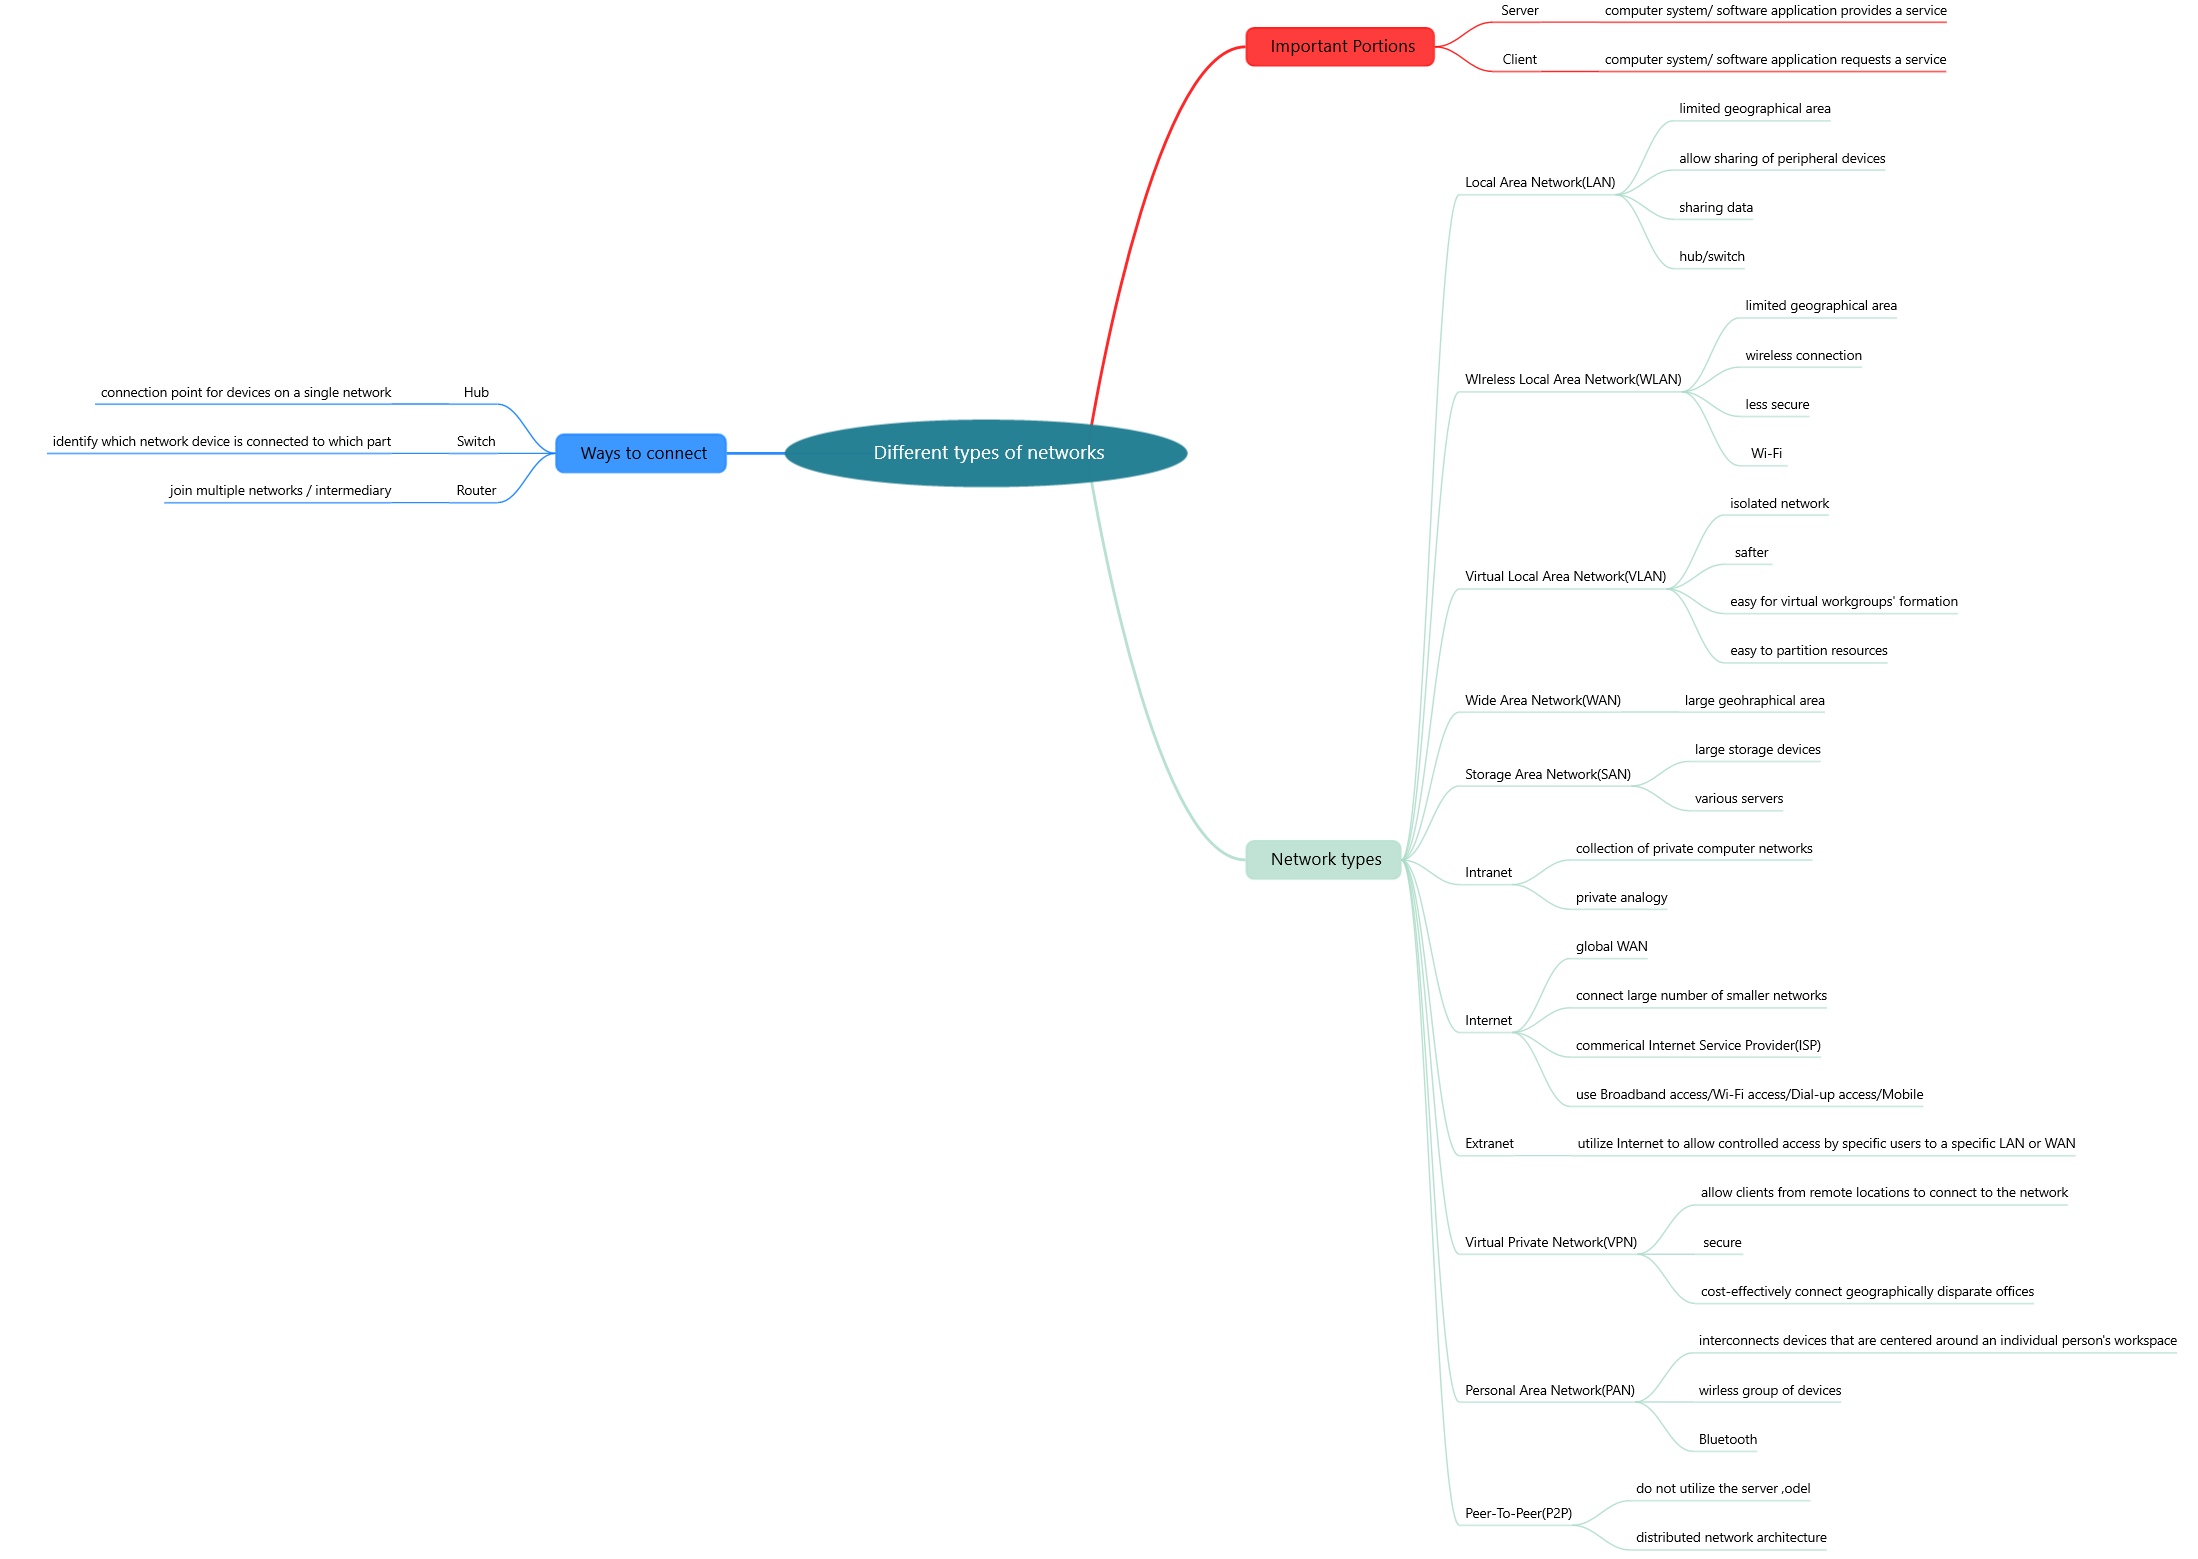 Different types of networks
Important Portions
Server
computer system/ software application provides a service
Client
computer system/ software application requests a service
Ways to connect
Hub
connection point for devices on a single network
Switch
identify which network device is connected to which part
Router
join multiple networks / intermediary
Network types
Local Area Network(LAN)
limited geographical area
allow sharing of peripheral devices
sharing data
hub/switch
WIreless Local Area Network(WLAN)
limited geographical area
wireless connection
less secure
Wi-Fi
Virtual Local Area Network(VLAN)
isolated network
safter
easy for virtual workgroups' formation
easy to partition resources
Wide Area Network(WAN)
large geohraphical area
Storage Area Network(SAN)
large storage devices
various servers
Intranet
collection of private computer networks
private analogy
Internet
global WAN
connect large number of smaller networks
commerical Internet Service Provider(ISP)
use Broadband access/Wi-Fi access/Dial-up access/Mobile
Extranet
utilize Internet to allow controlled access by specific users to a specific LAN or WAN
Virtual Private Network(VPN)
allow clients from remote locations to connect to the network
secure
cost-effectively connect geographically disparate offices
Personal Area Network(PAN)
interconnects devices that are centered around an individual person's workspace
wirless group of devices
Bluetooth
Peer-To-Peer(P2P)
do not utilize the server ,odel
distributed network architecture